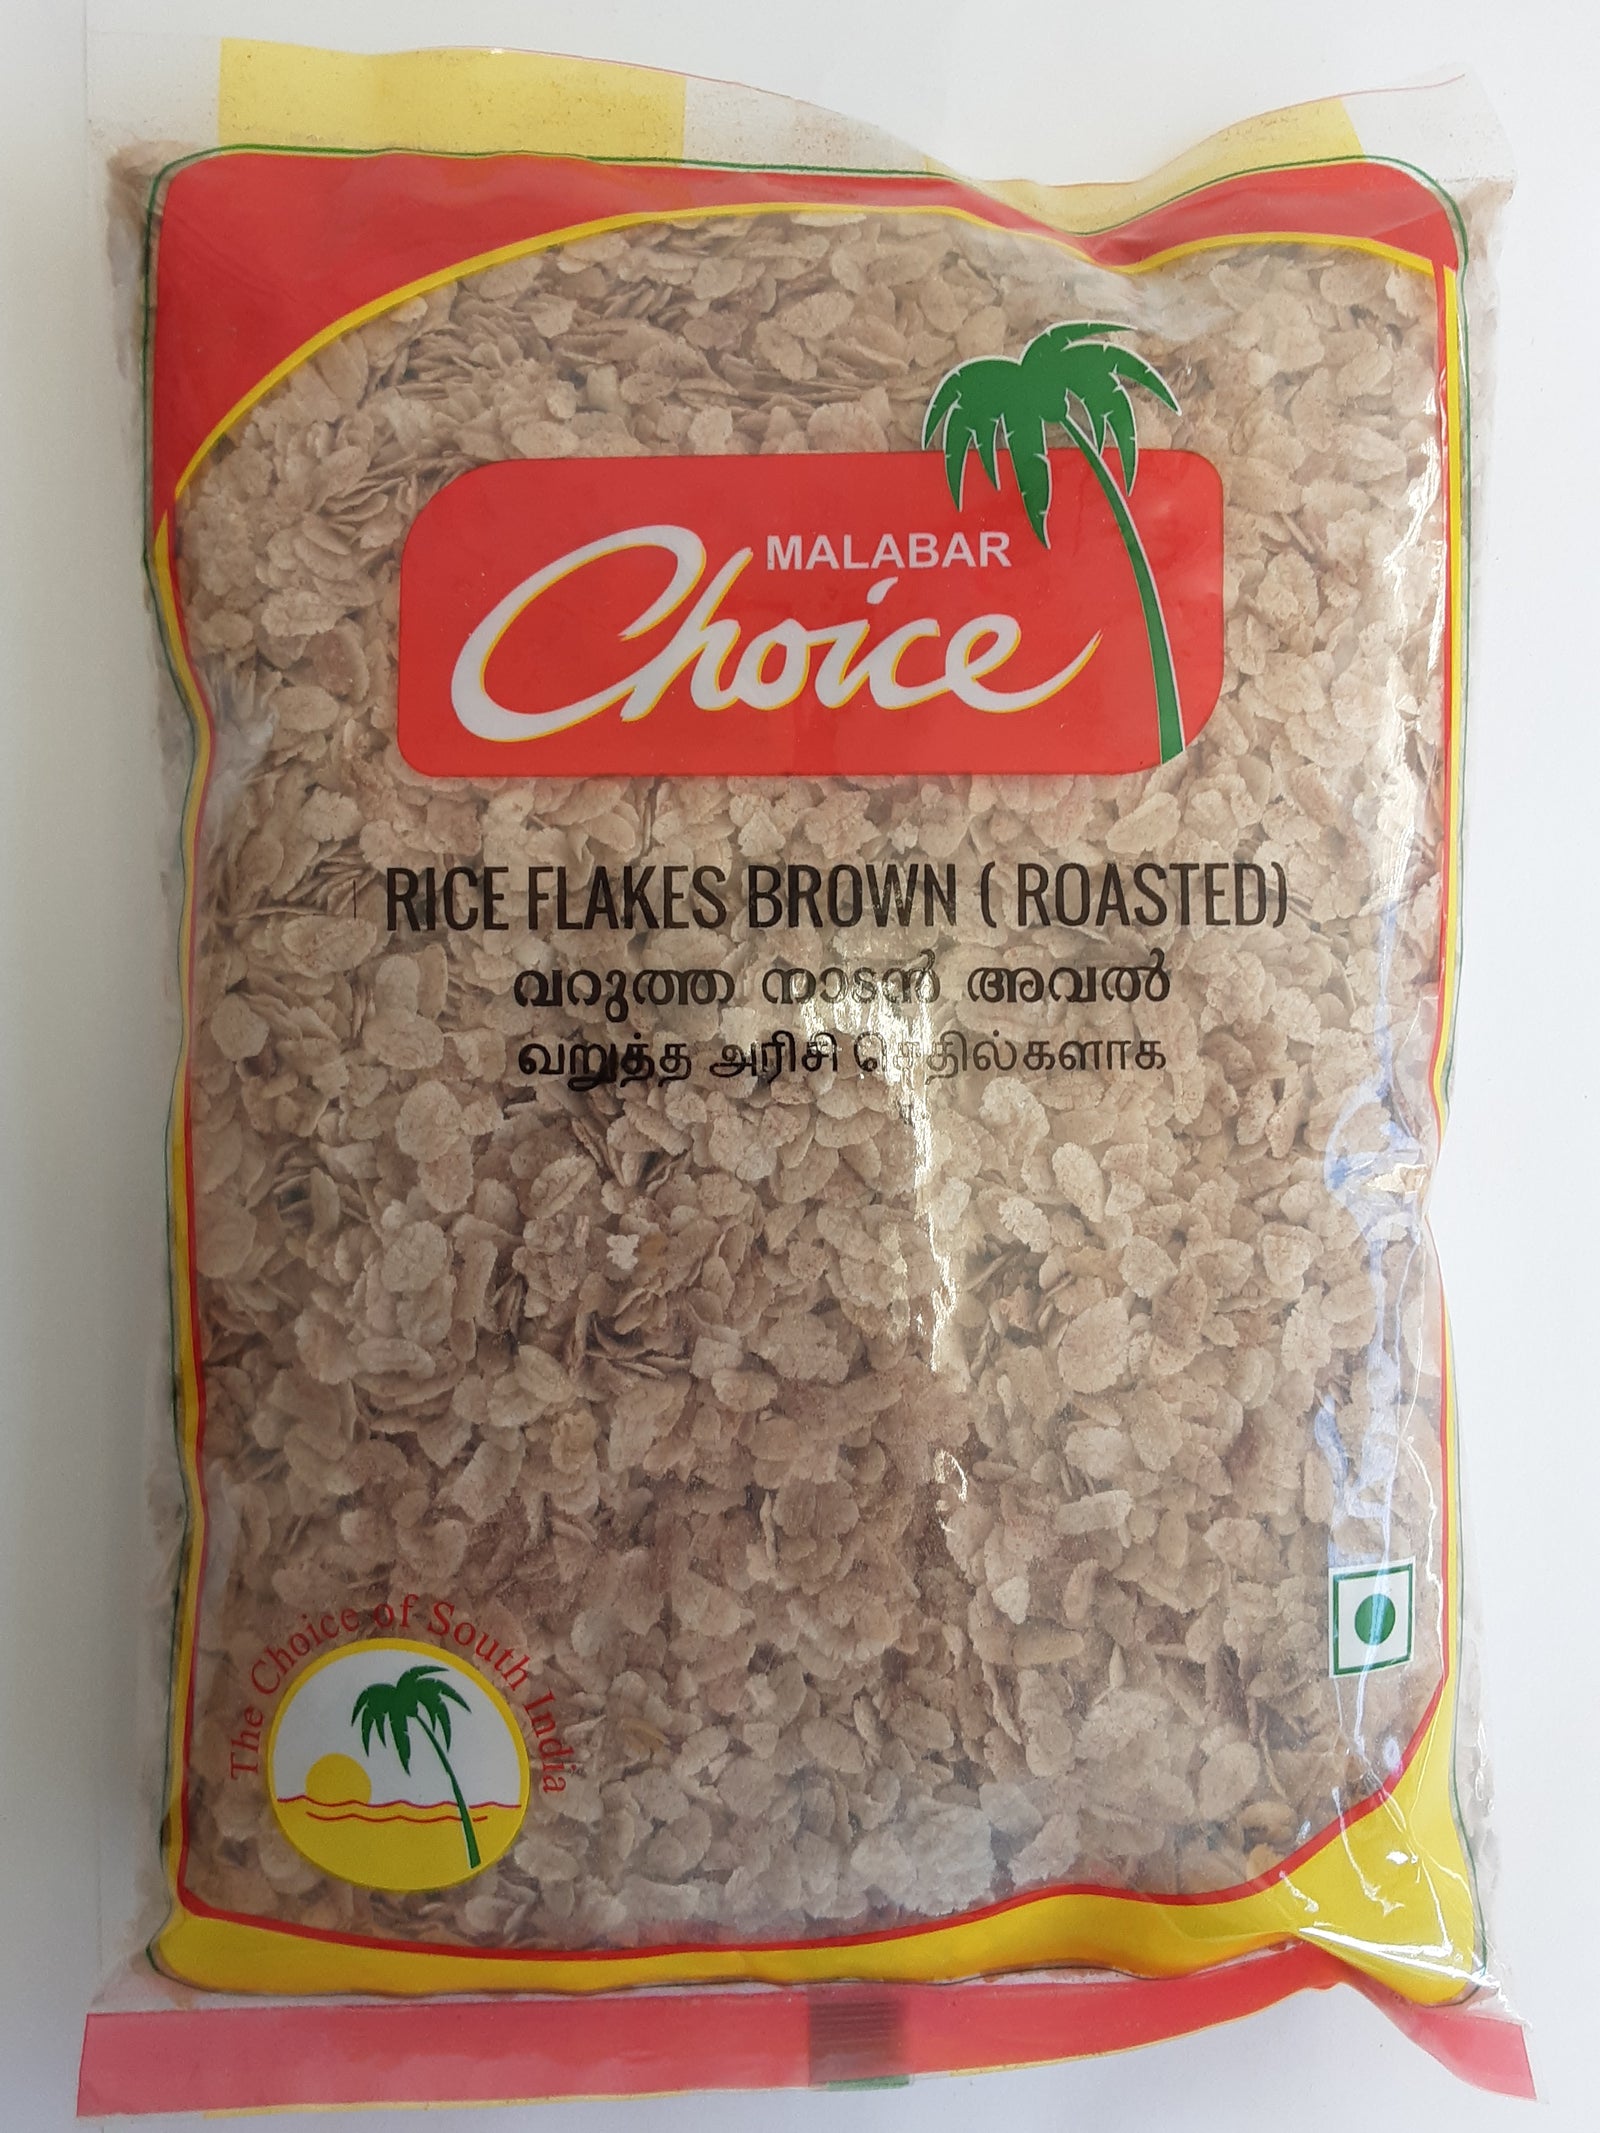 MALABAR
Choice
RICE FLAKES BROWN ( ROASTED)
വറുത്ത നാടൻ അവൽ
வறுத்த அரிசி செதில்களாக
The Choice of South India